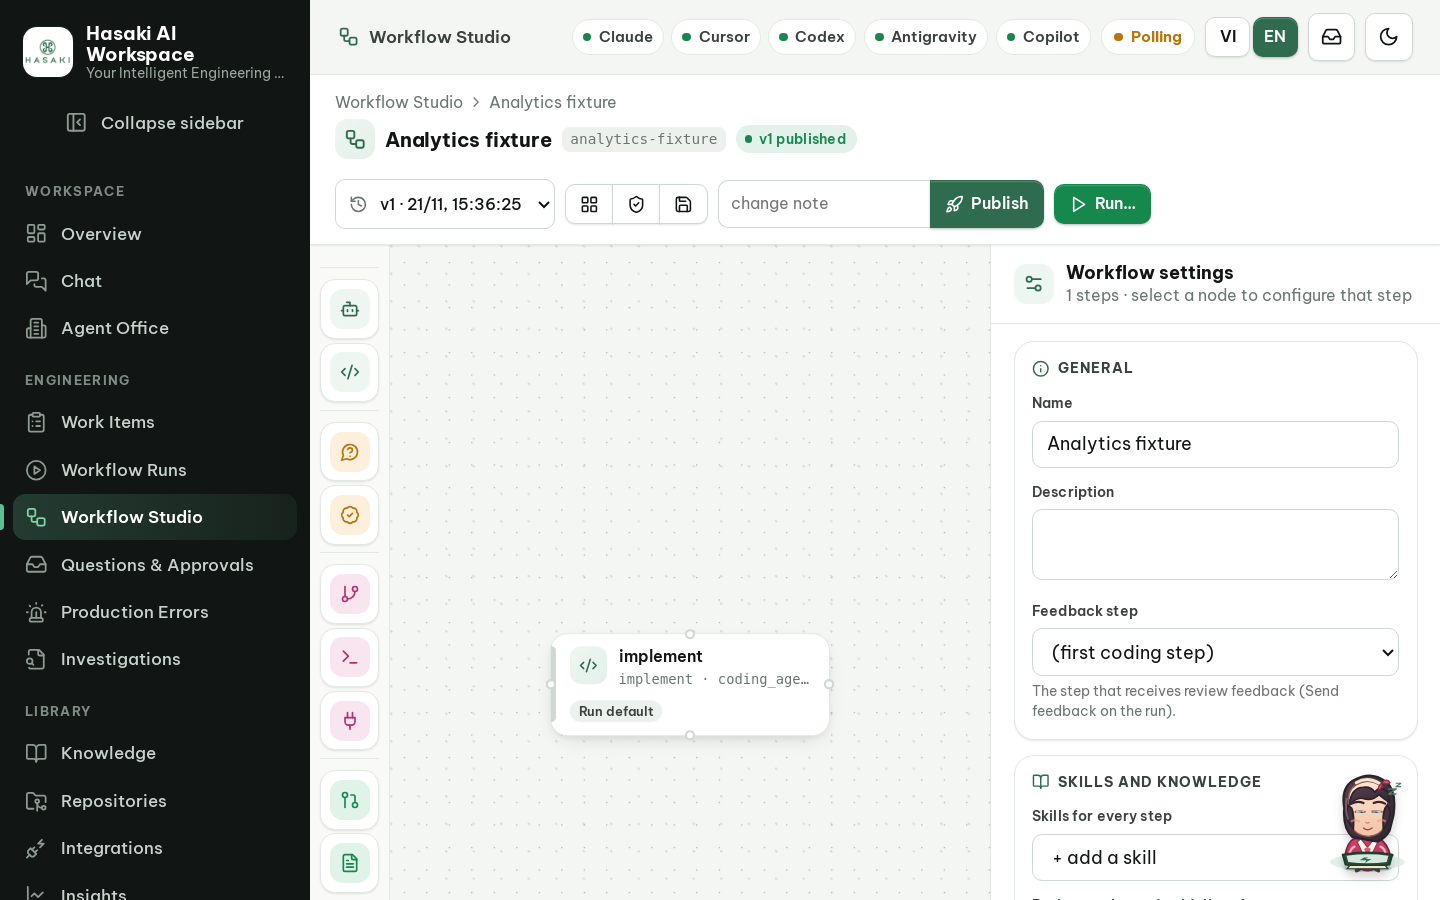 Hasaki AI
Workspace
Your Intelligent Engineering ...
HASAKI
Collapse sidebar
WORKSPACE
Overview
Chat
Agent Office
ENGINEERING
Work Items
Workflow Runs
Workflow Studio
Questions & Approvals
Production Errors
Investigations
LIBRARY
Knowledge
Repositories
Integrations
Insights
Workflow Studio
Claude
Cursor
Codex
Antigravity
Copilot
Polling
VI
EN
Workflow Studio > Analytics fixture
Analytics fixture
analytics-fixture
v1 published
v1 · 21/11, 15:36:25
change note
Publish
Run...
implement
implement · coding_age…
Run default
Workflow settings
1 steps · select a node to configure that step
GENERAL
Name
Analytics fixture
Description
Feedback step
(first coding step)
The step that receives review feedback (Send
feedback on the run).
SKILLS AND KNOWLEDGE
Skills for every step
+ add a skill